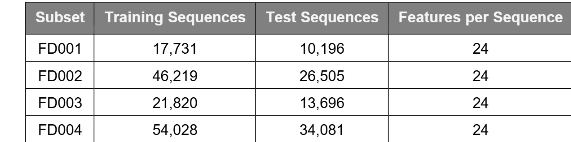 Subset Training Sequences Test Sequences Features per Sequence
FD001 17,731 10,196 24
FD002 46,219 26,505 24
FD003 21,820 13,696 24
FD004 54,028 34,081 24